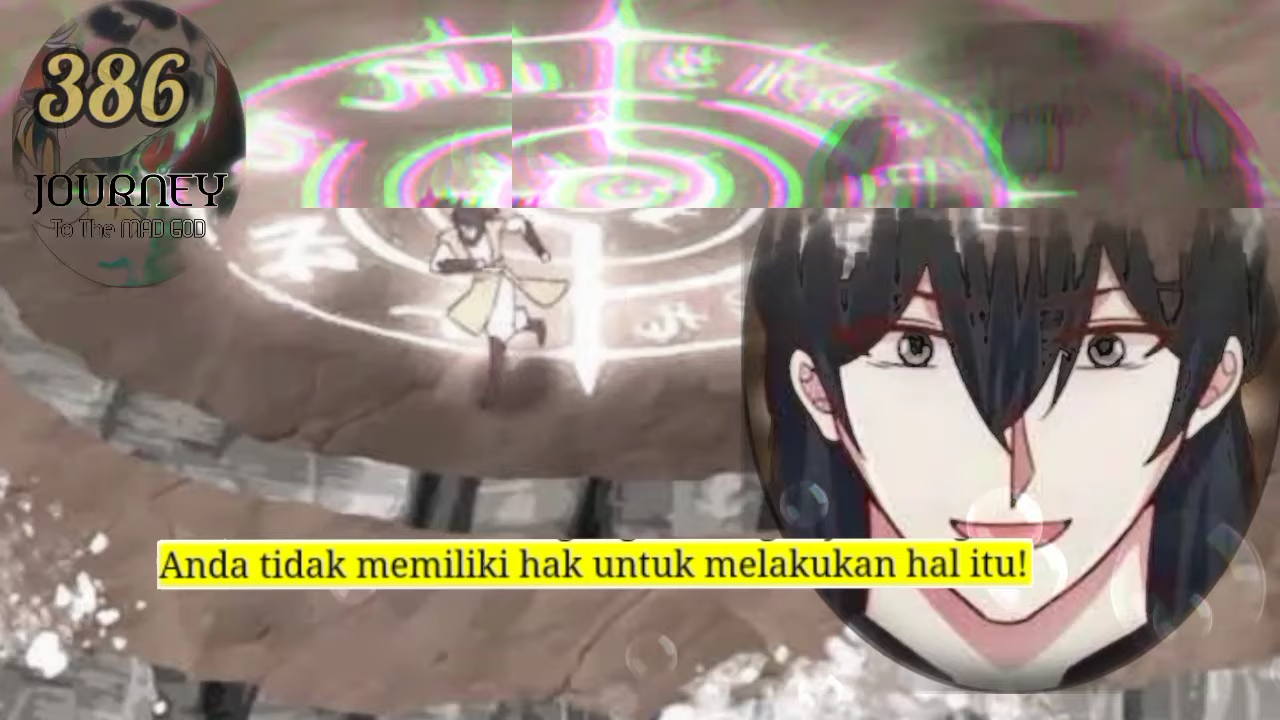 386
JOURNEY
To The MAD GOD
Anda tidak memiliki hak untuk melakukan hal itu!